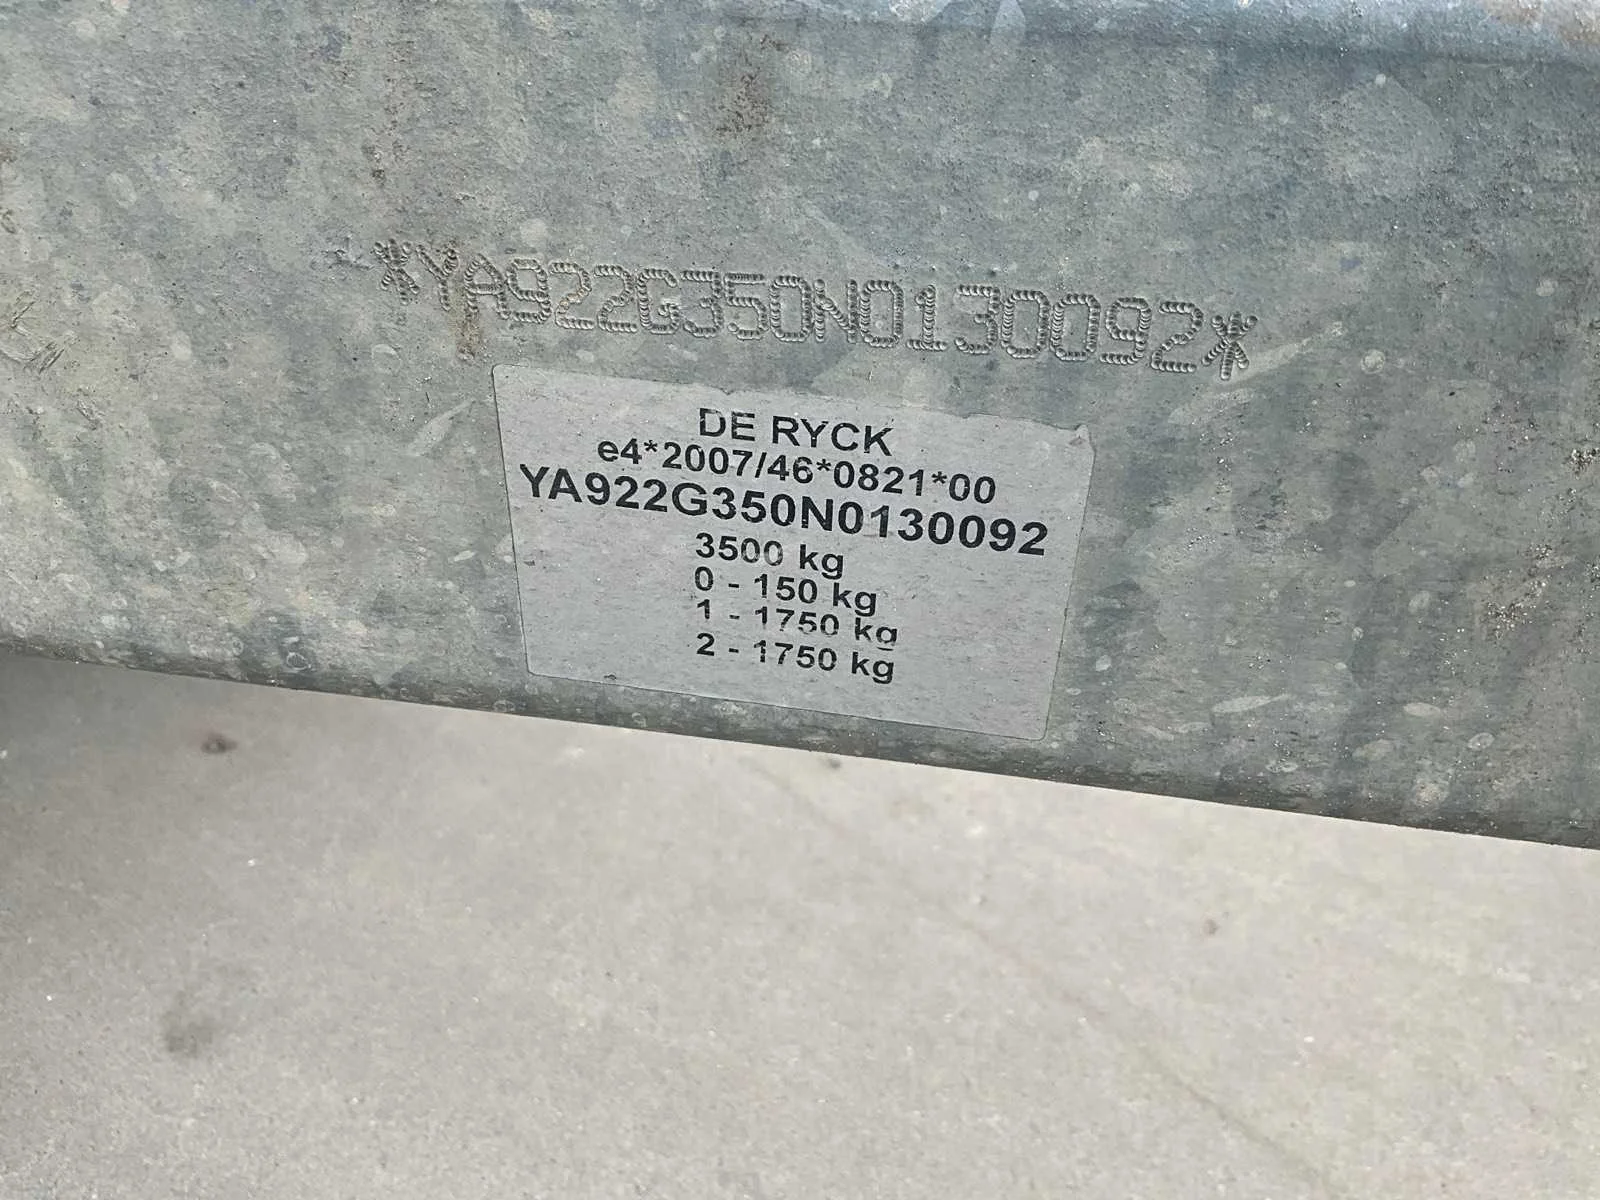 *YA922G350N0130092*
DE RYCK
e4*2007/46*0821*00
YA922G350N0130092
3500 kg
0 - 150 kg
1 - 1750 kg
2 - 1750 kg